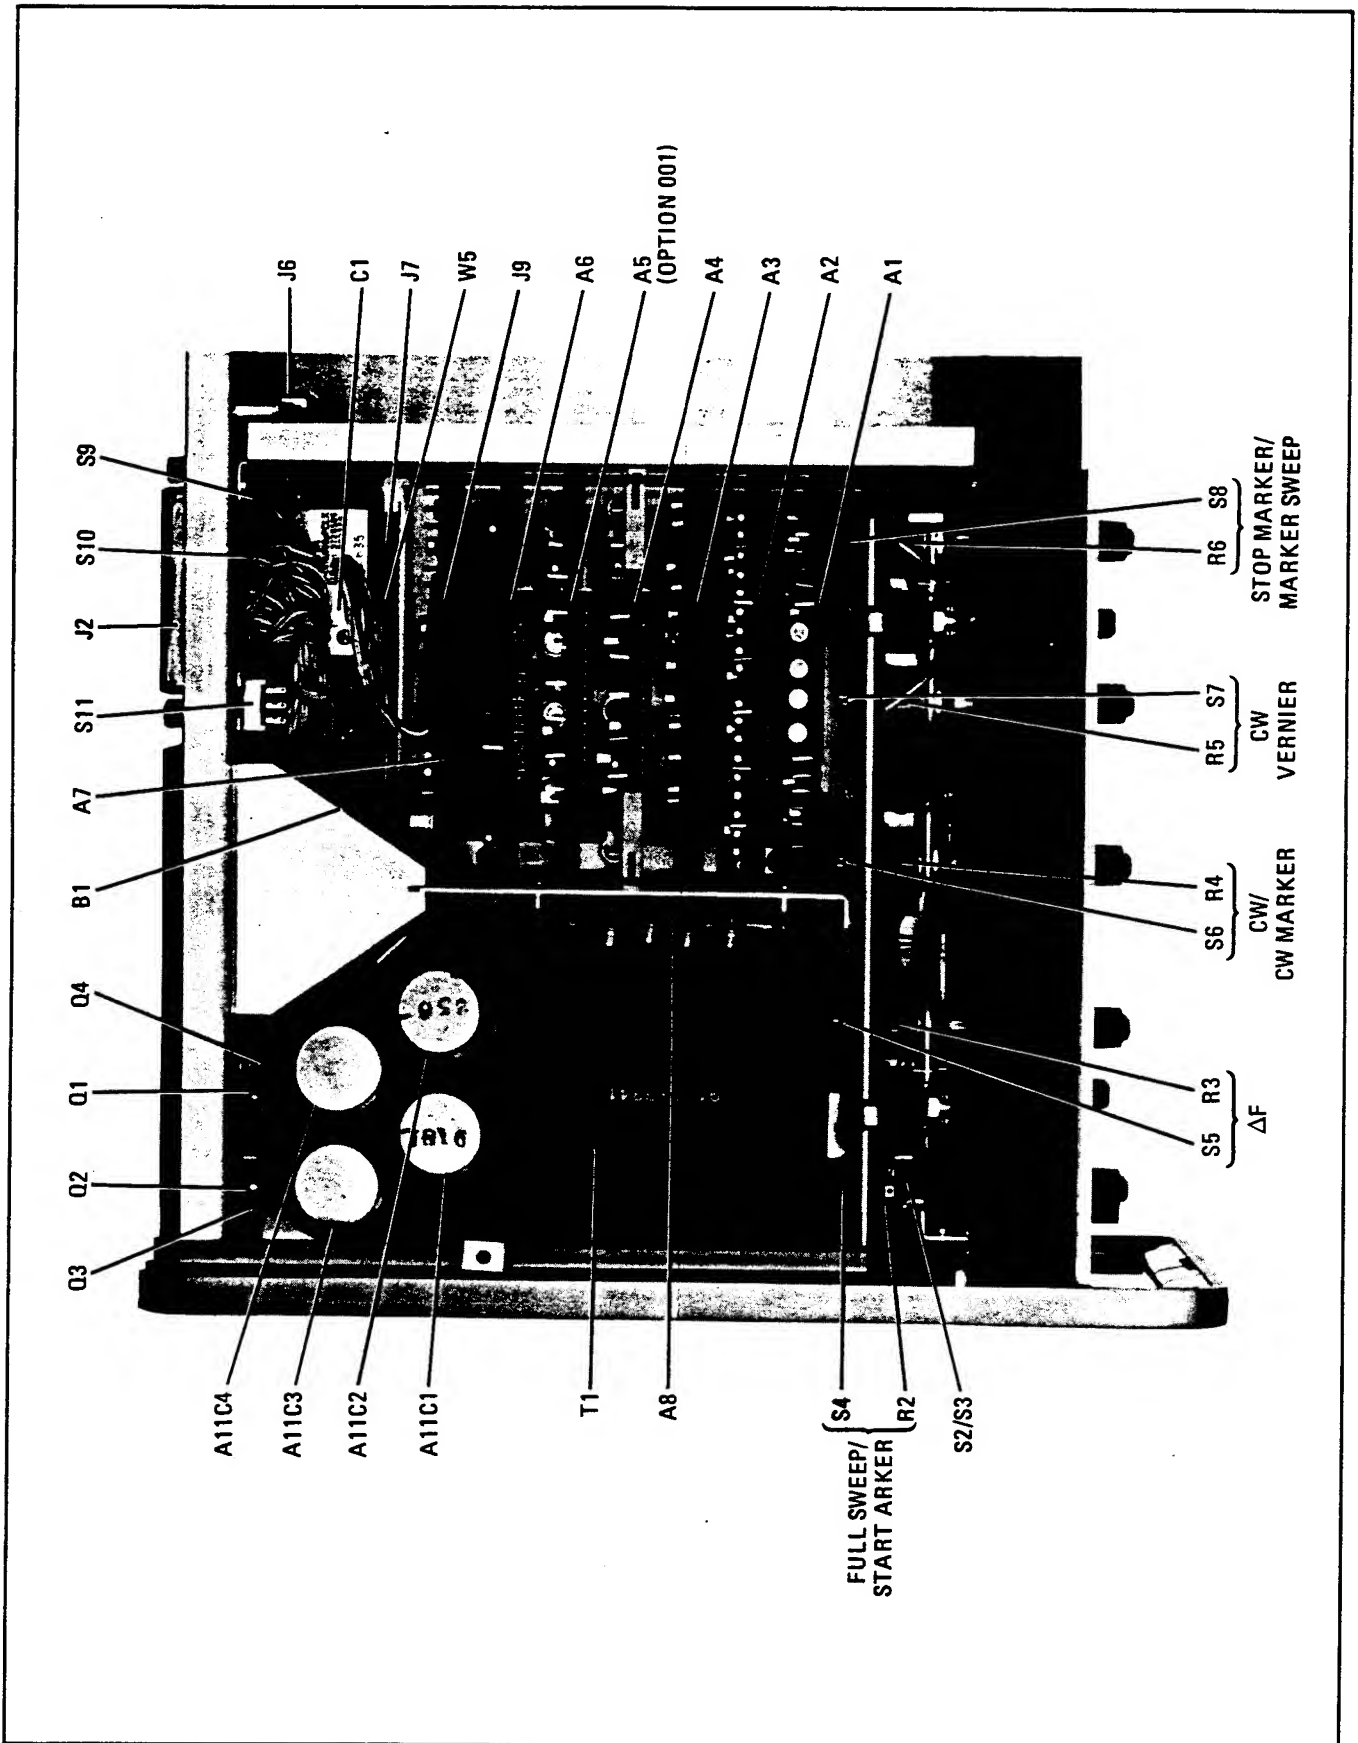 Q3
Q2
Q1
Q4
B1
A7
S11
J2
S10
S9
J6
C1
J7
W5
J9
A6
A5
(OPTION 001)
A4
A3
A2
A1
A11C4
A11C3
A11C2
A11C1
T1
A8
S4
R2
FULL SWEEP/
START ARKER
S2/S3
S5 R3
ΔF
S6 R4
CW/
CW MARKER
R5 S7
CW
VERNIER
R6 S8
STOP MARKER/
MARKER SWEEP